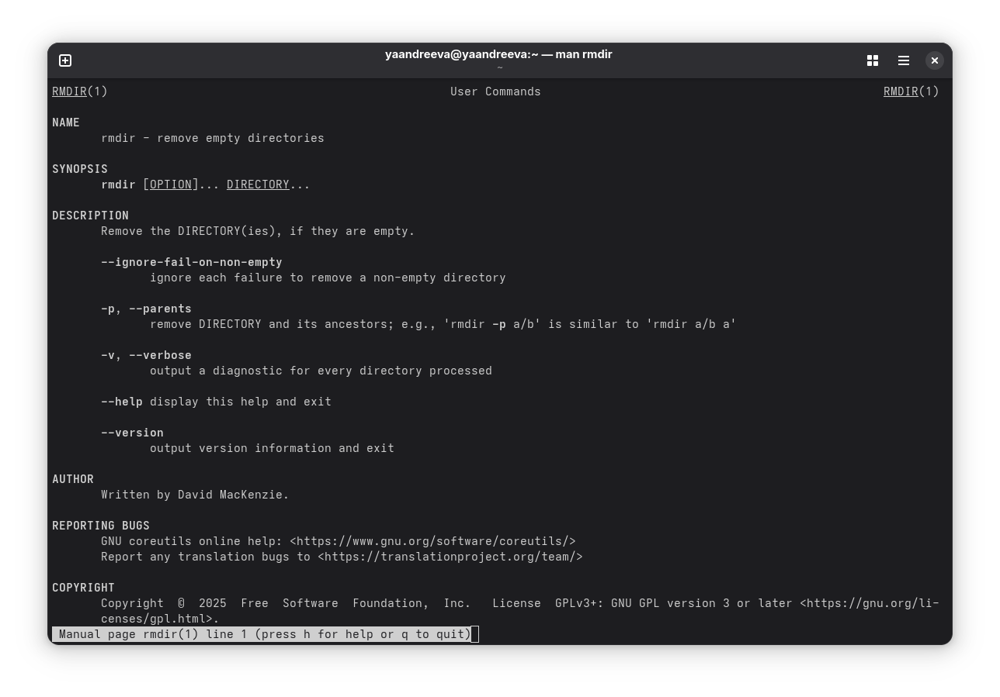 yaandreeva@yaandreeva:~ — man rmdir
~
RMDIR(1) User Commands RMDIR(1)
NAME
rmdir - remove empty directories
SYNOPSIS
rmdir [OPTION]... DIRECTORY...
DESCRIPTION
Remove the DIRECTORY(ies), if they are empty.
--ignore-fail-on-non-empty
ignore each failure to remove a non-empty directory
-p, --parents
remove DIRECTORY and its ancestors; e.g., 'rmdir -p a/b' is similar to 'rmdir a/b a'
-v, --verbose
output a diagnostic for every directory processed
--help display this help and exit
--version
output version information and exit
AUTHOR
Written by David MacKenzie.
REPORTING BUGS
GNU coreutils online help: <https://www.gnu.org/software/coreutils/>
Report any translation bugs to <https://translationproject.org/team/>
COPYRIGHT
Copyright © 2025 Free Software Foundation, Inc. License GPLv3+: GNU GPL version 3 or later <https://gnu.org/li-
censes/gpl.html>.
Manual page rmdir(1) line 1 (press h for help or q to quit)